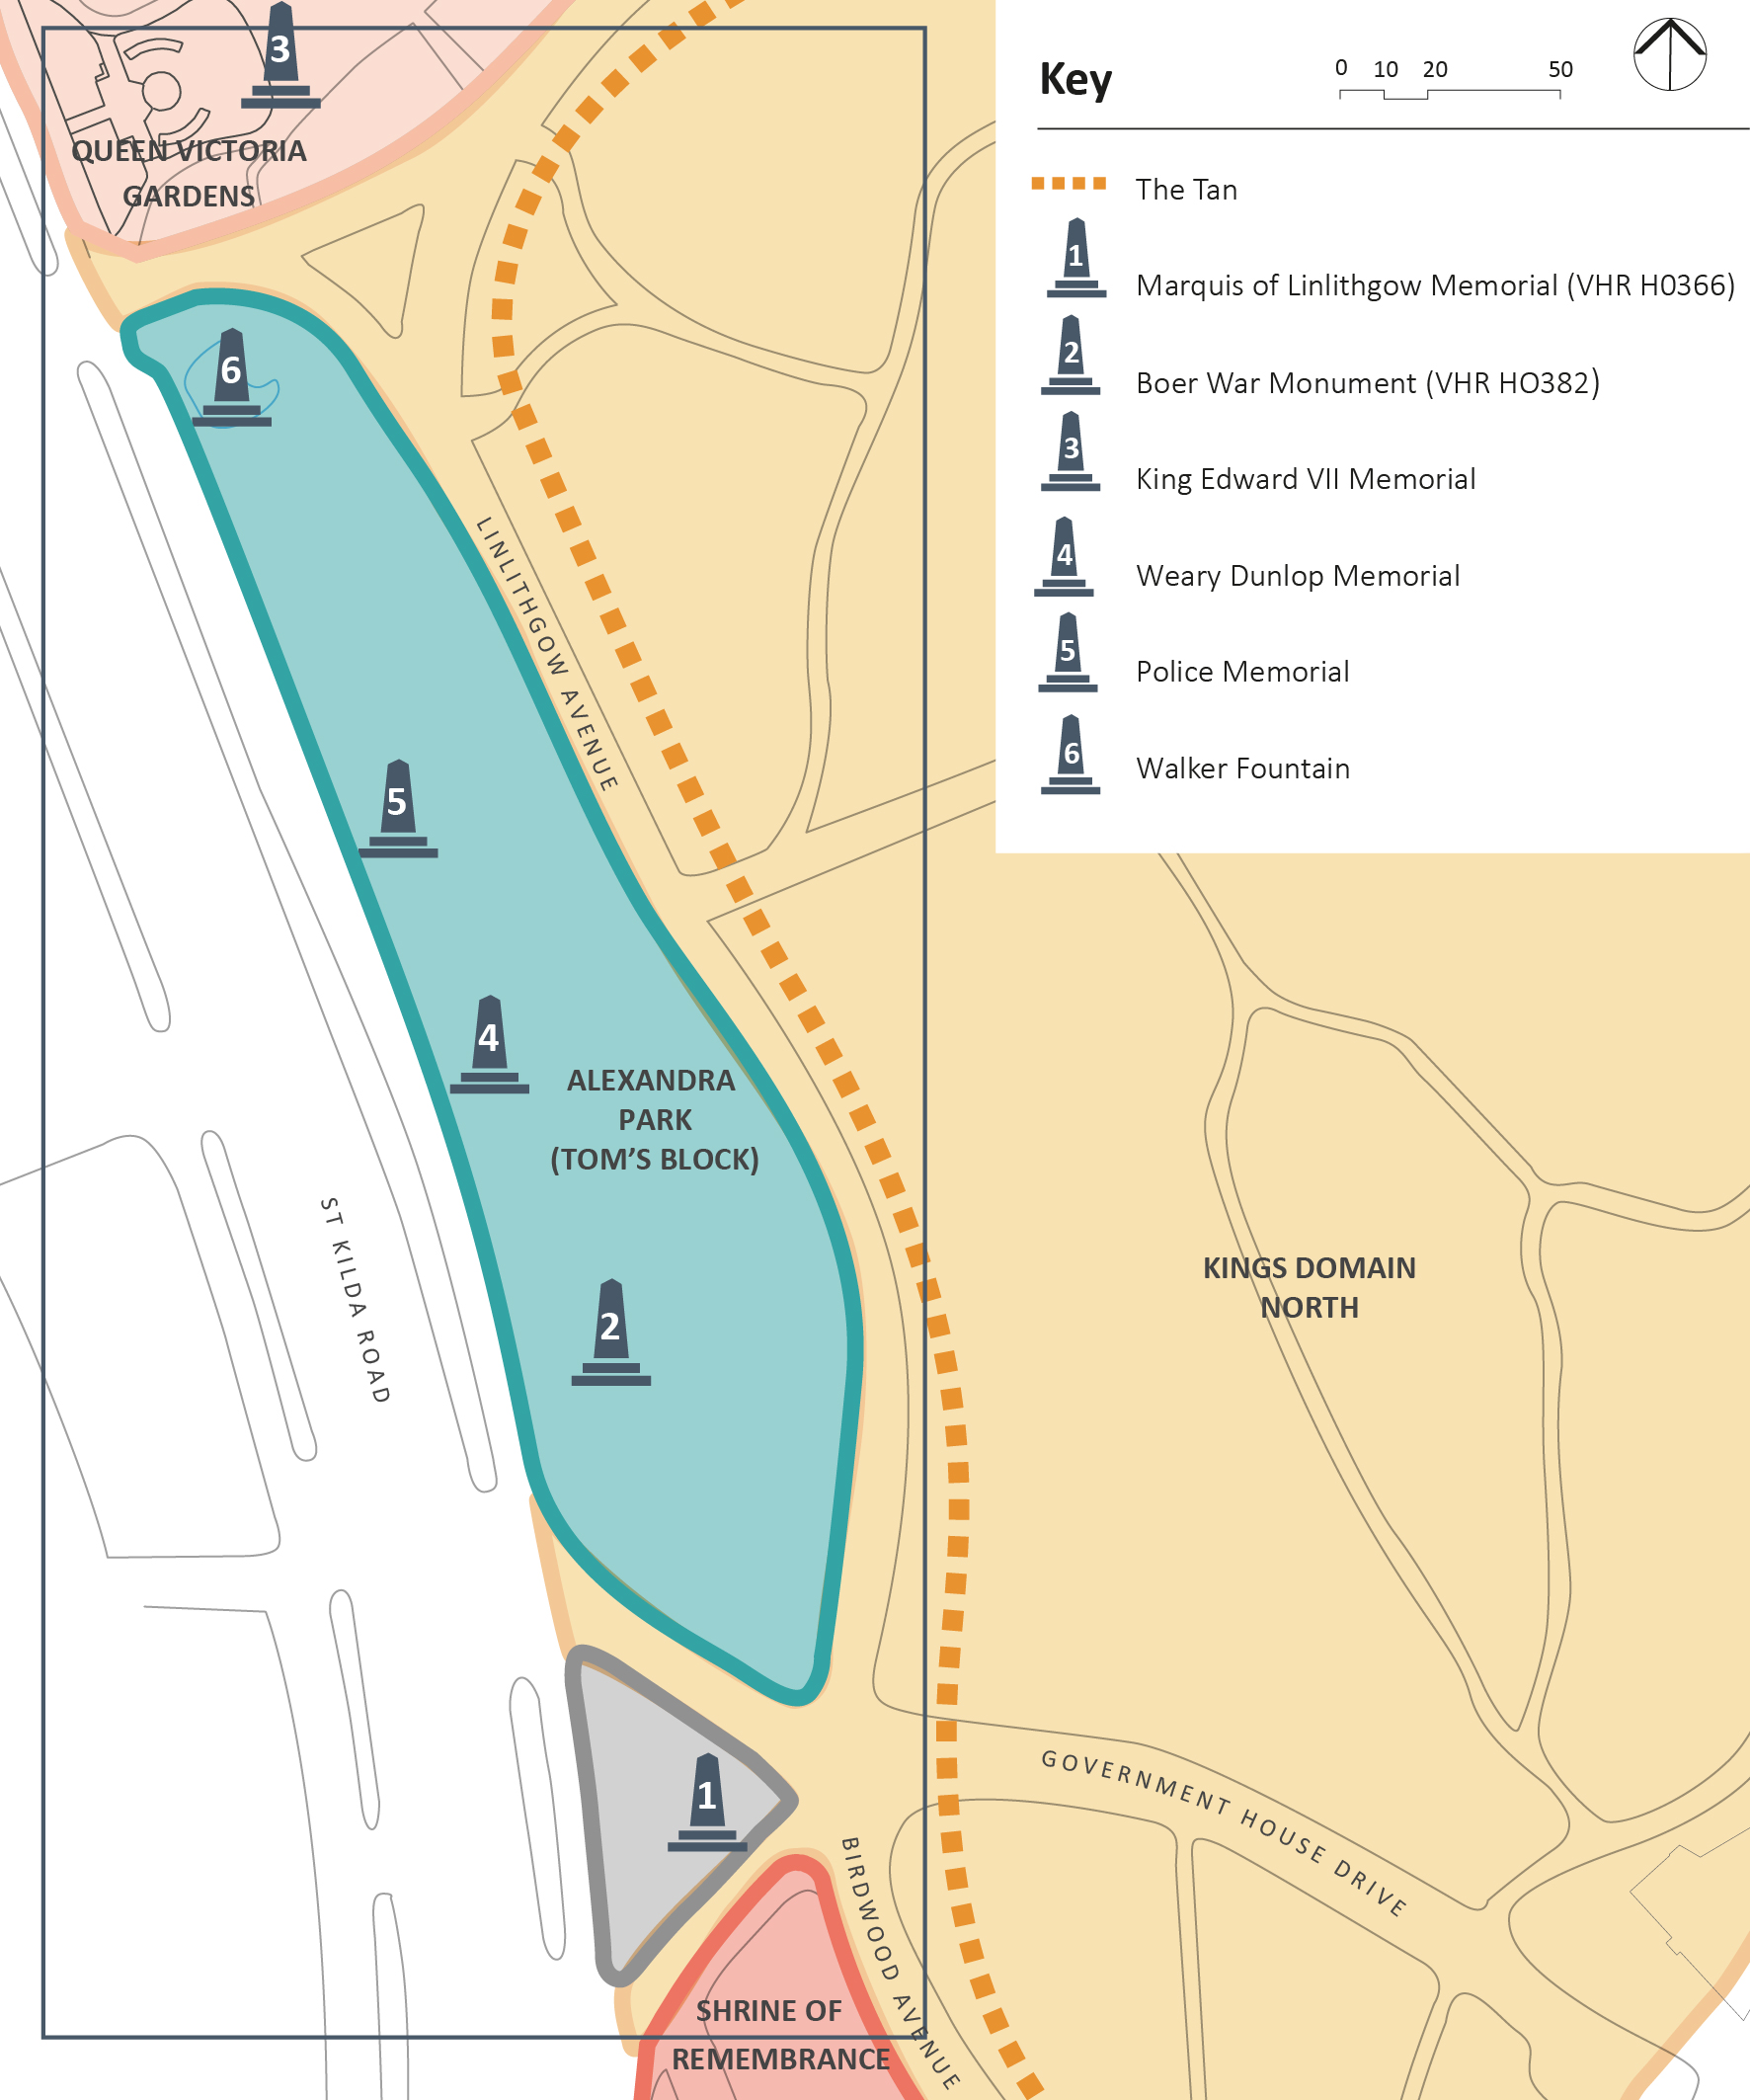 3
QUEEN VICTORIA
GARDENS
6
LINLITHGOW AVENUE
5
4
ALEXANDRA
PARK
(TOM'S BLOCK)
ST KILDA ROAD
2
KINGS DOMAIN
NORTH
1
GOVERNMENT HOUSE DRIVE
BIRDWOOD AVENUE
SHRINE OF
REMEMBRANCE
Key
0 10 20 50
The Tan
1 Marquis of Linlithgow Memorial (VHR H0366)
2 Boer War Monument (VHR HO382)
3 King Edward VII Memorial
4 Weary Dunlop Memorial
5 Police Memorial
6 Walker Fountain